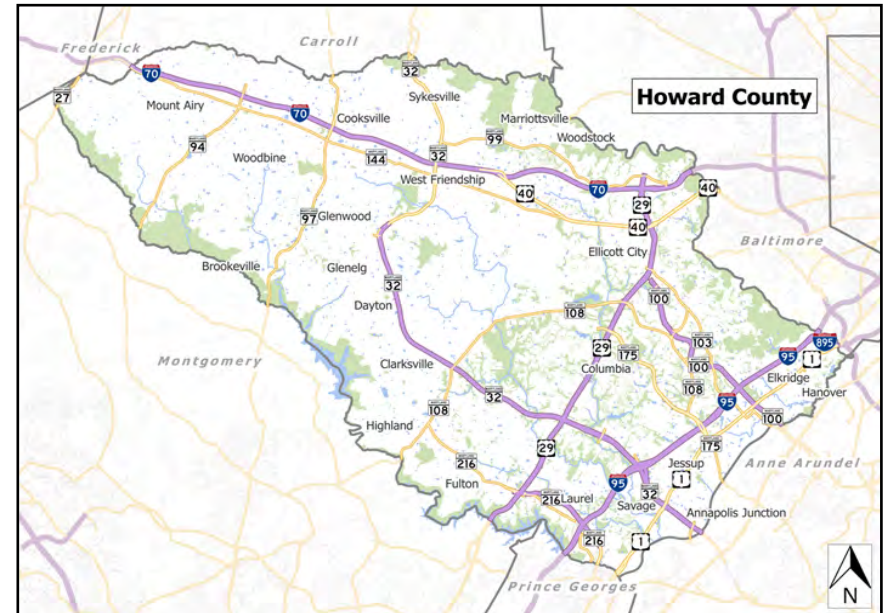 Frederick
Carroll
Howard County
27
70
32
Sykesville
Mount Airy
70
Cooksville
Marriottsville
94
99
Woodstock
Woodbine
144
32
West Friendship
40
70
40
29
97
Glenwood
40
Ellicott City
Baltimore
Brookeville
Glenelg
32
100
Dayton
108
103
895
Montgomery
Clarksville
29
175
95
1
Columbia
100
Elkridge
32
108
Hanover
Highland
108
95
100
29
175
216
Jessup
Anne Arundel
Fulton
95
1
216
Laurel
32
Savage
Annapolis Junction
216
1
Prince Georges
N